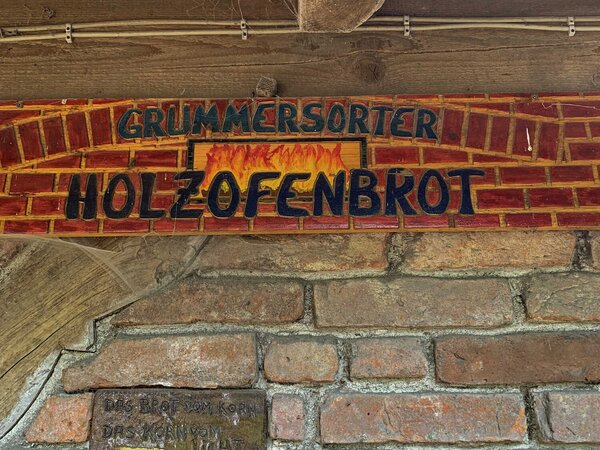 GRUMMERSORTER
HOLZOFENBROT
DAS BROT VOM KORN
DAS KORN VOM